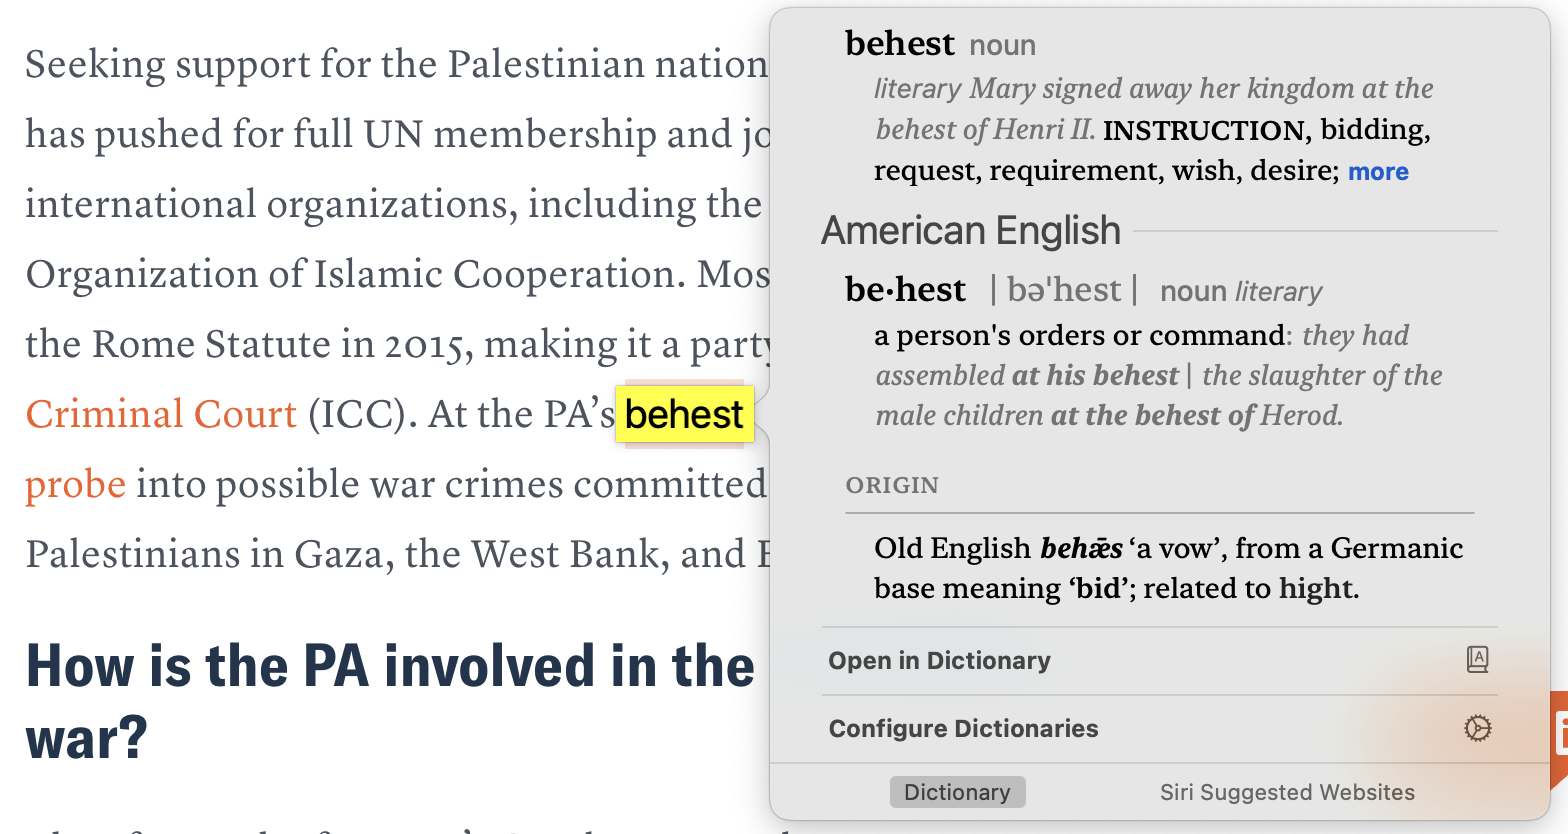 Seeking support for the Palestinian nation
has pushed for full UN membership and jo
international organizations, including the
Organization of Islamic Cooperation. Mos
the Rome Statute in 2015, making it a party
Criminal Court (ICC). At the PA’s behest
probe into possible war crimes committed
Palestinians in Gaza, the West Bank, and E
How is the PA involved in the
war?
behest noun
literary Mary signed away her kingdom at the
behest of Henri II. INSTRUCTION, bidding,
request, requirement, wish, desire; more
American English
be·hest | bəˈhest | noun literary
a person's orders or command: they had
assembled at his behest | the slaughter of the
male children at the behest of Herod.
ORIGIN
Old English behǣs ‘a vow’, from a Germanic
base meaning ‘bid’; related to hight.
Open in Dictionary
Configure Dictionaries
Dictionary Siri Suggested Websites